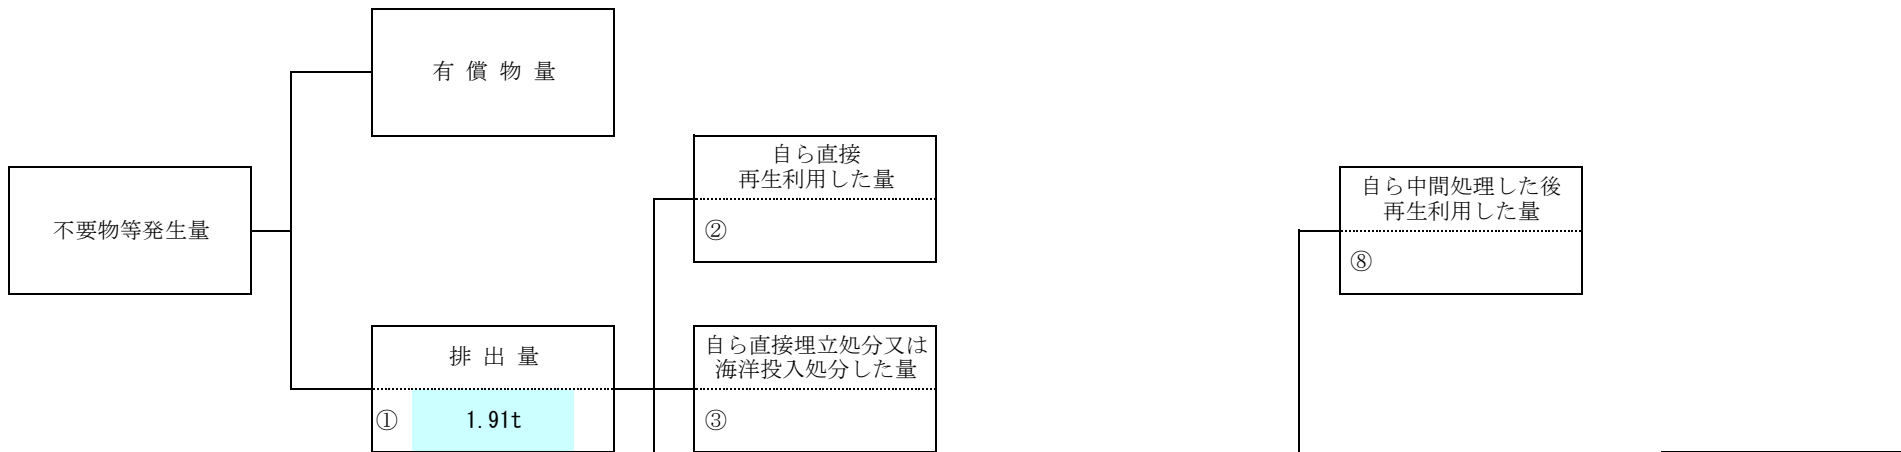 有 償 物 量
自ら直接
再生利用した量
②
自ら中間処理した後
再生利用した量
⑧
不要物等発生量
排 出 量
① 1.91t
自ら直接埋立処分又は
海洋投入処分した量
③